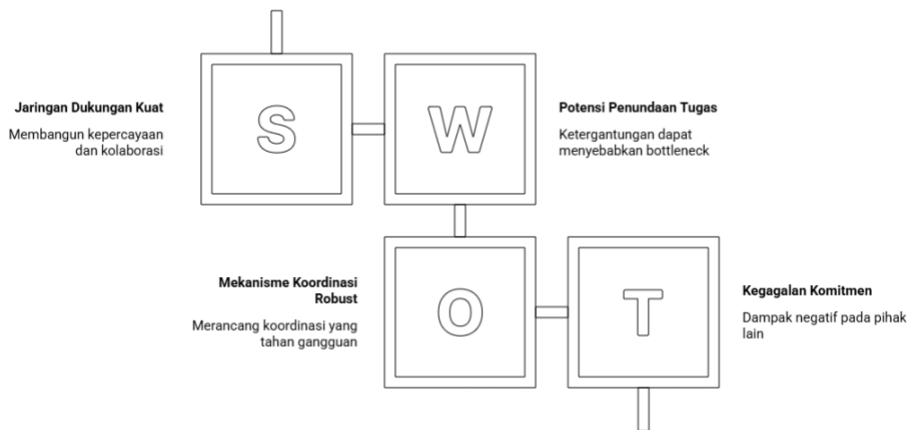 Jaringan Dukungan Kuat
Membangun kepercayaan
dan kolaborasi
S
W
Potensi Penundaan Tugas
Ketergantungan dapat
menyebabkan bottleneck
Mekanisme Koordinasi
Robust
Merancang koordinasi yang
tahan gangguan
O
T
Kegagalan Komitmen
Dampak negatif pada pihak
lain